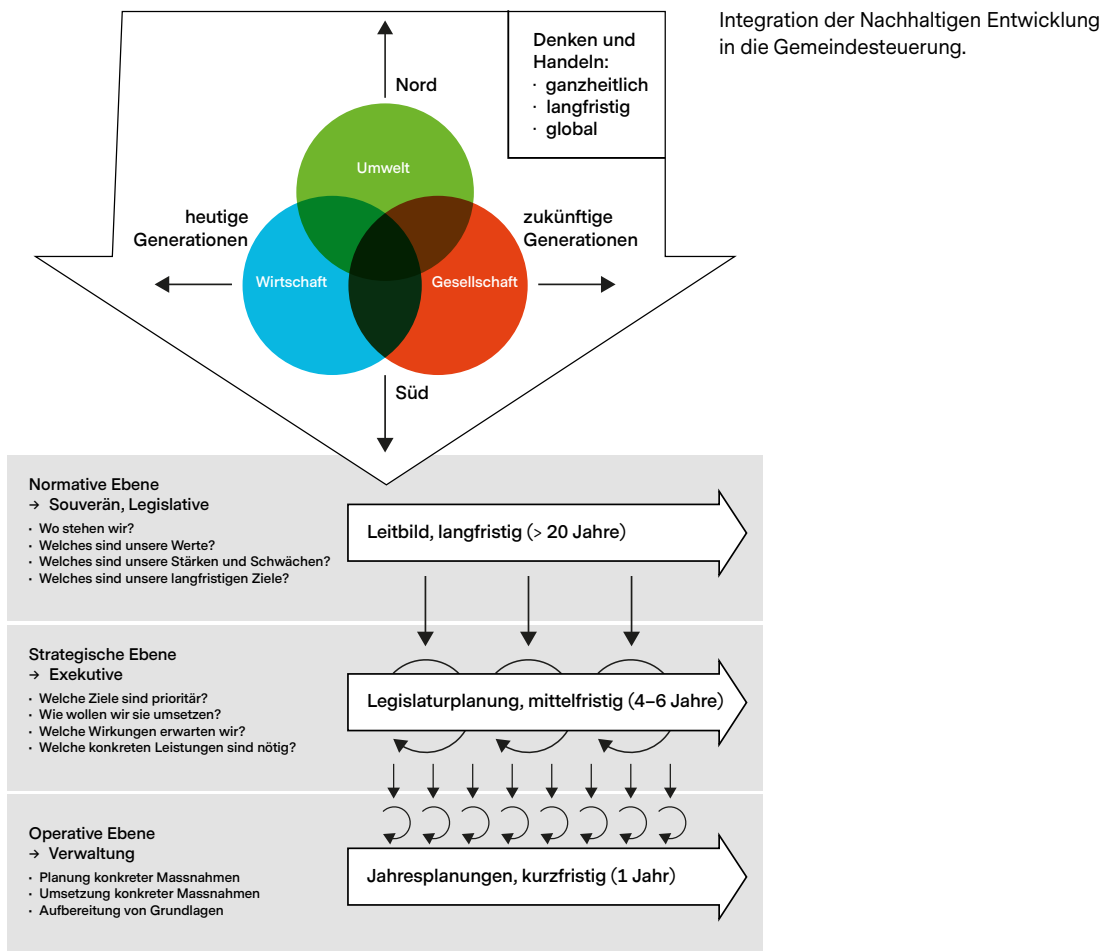 Integration der Nachhaltigen Entwicklung
in die Gemeindesteuerung.
Denken und
Handeln:
· ganzheitlich
· langfristig
· global
Nord
Umwelt
heutige
Generationen
zukünftige
Generationen
Wirtschaft
Gesellschaft
Süd
Normative Ebene
→ Souverän, Legislative
· Wo stehen wir?
· Welches sind unsere Werte?
· Welches sind unsere Stärken und Schwächen?
· Welches sind unsere langfristigen Ziele?
Leitbild, langfristig (> 20 Jahre)
Strategische Ebene
→ Exekutive
· Welche Ziele sind prioritär?
· Wie wollen wir sie umsetzen?
· Welche Wirkungen erwarten wir?
· Welche konkreten Leistungen sind nötig?
Legislaturplanung, mittelfristig (4–6 Jahre)
Operative Ebene
→ Verwaltung
· Planung konkreter Massnahmen
· Umsetzung konkreter Massnahmen
· Aufbereitung von Grundlagen
Jahresplanungen, kurzfristig (1 Jahr)